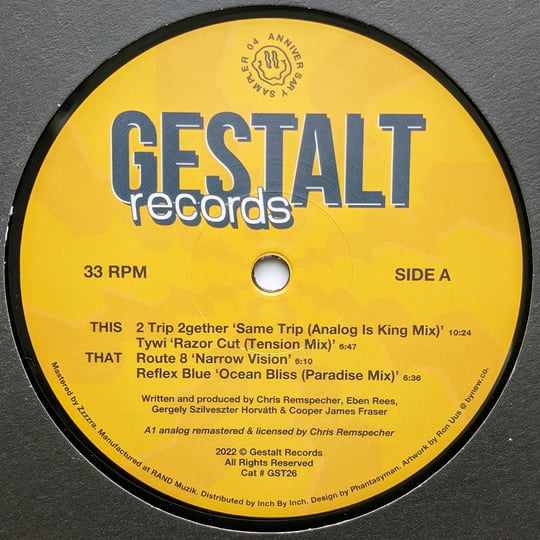 ANNIVERSARY SAMPLER 04
GESTALT
records
33 RPM
SIDE A
THIS 2 Trip 2gether ‘Same Trip (Analog Is King Mix)’ 10:24
Tywi ‘Razor Cut (Tension Mix)’ 6:47
THAT Route 8 ‘Narrow Vision’ 6:10
Reflex Blue ‘Ocean Bliss (Paradise Mix)’ 6:36
Written and produced by Chris Remspecher, Eben Rees,
Gergely Szilveszter Horváth & Cooper James Fraser
A1 analog remastered & licensed by Chris Remspecher
2022 © Gestalt Records
All Rights Reserved
Cat # GST26
Mastered by Zzzzra. Manufactured at RAND Muzik. Distributed by Inch By Inch. Design by Phantasyman. Artwork by Ron Uus @ bynew.co.